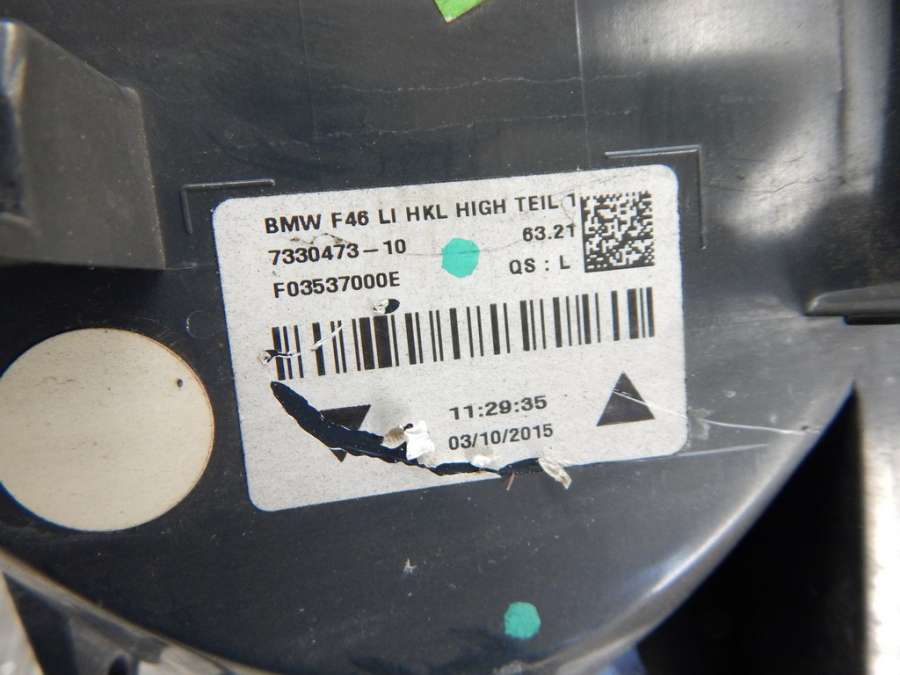 BMW F46 LI HKL HIGH TEIL 1
7330473-10 63.21
F03537000E QS : L
11:29:35
03/10/2015